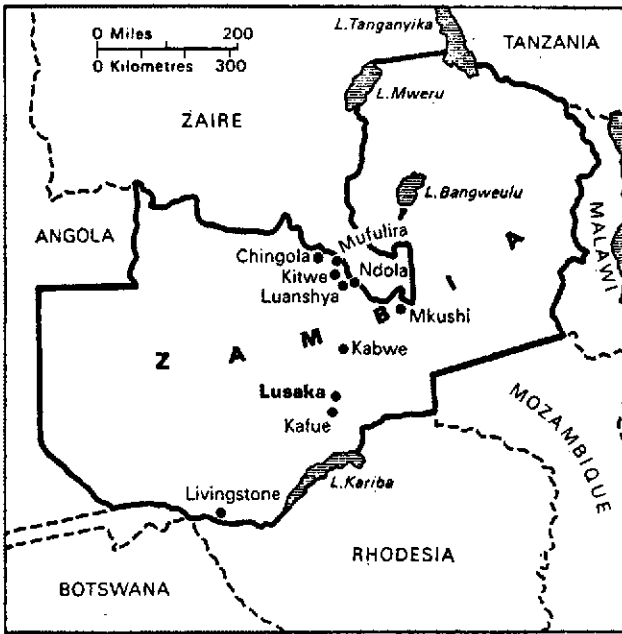 0 Miles 200
0 Kilometres 300
L.Tanganyika
TANZANIA
L.Mweru
ZAIRE
L.Bangweulu
ANGOLA
MALAWI
Mufulira
Chingola
Kitwe
Ndola
Luanshya
Mkushi
ZAMBIA
Kabwe
Lusaka
Kafue
MOZAMBIQUE
L.Kariba
Livingstone
RHODESIA
BOTSWANA